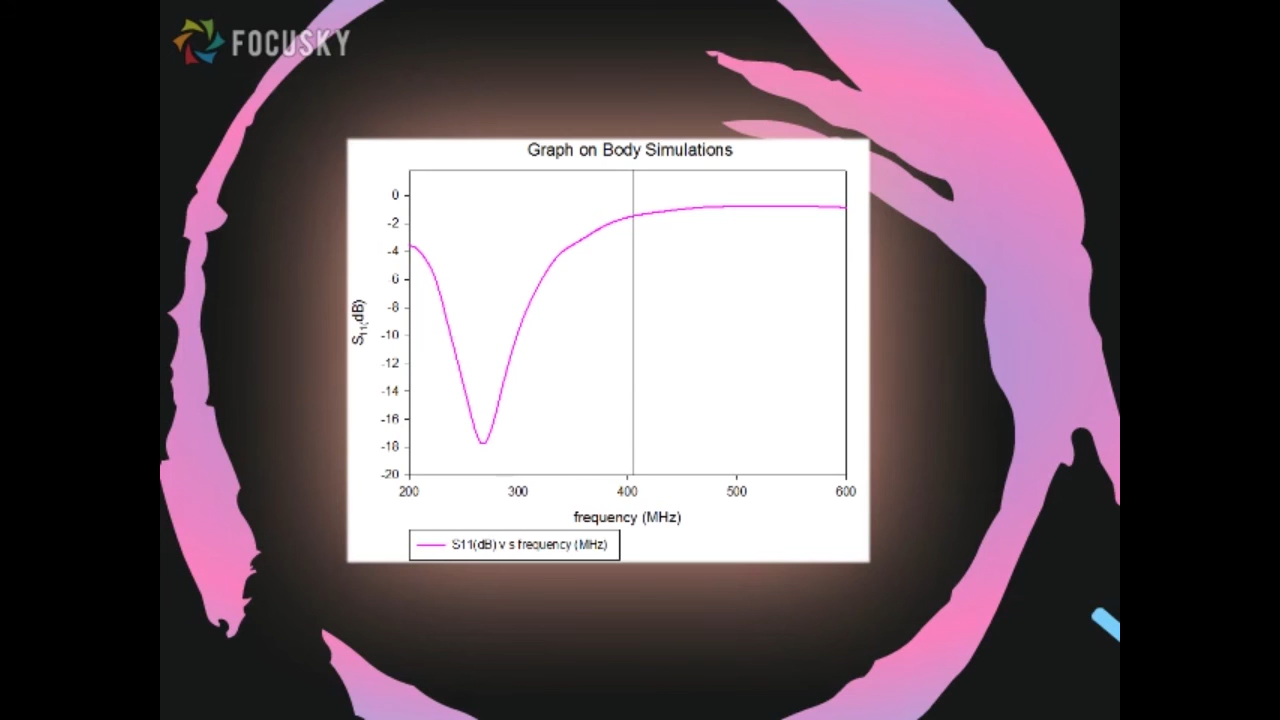 FOCUSKY
Graph on Body Simulations
0
-2
-4
6
-8
-10
-12
-14
-16
-18
-20
S11(dB)
200 300 400 500 600
frequency (MHz)
S11(dB) v s frequency (MHz)